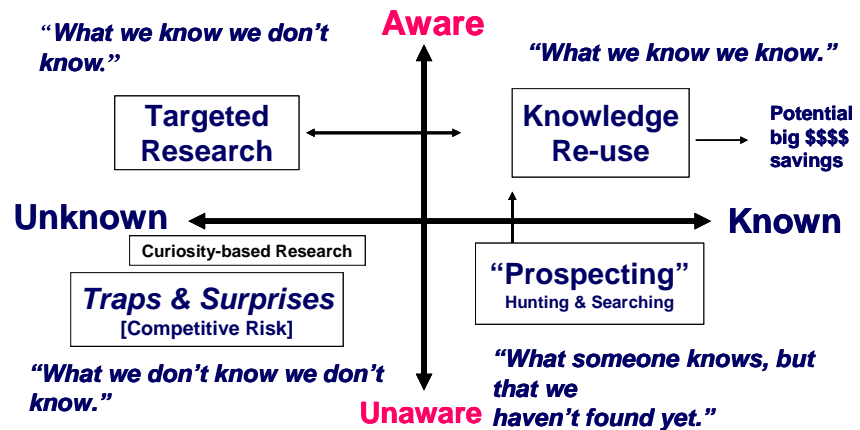 Aware
“What we know we don’t
know.”
“What we know we know.”
Targeted
Research
Knowledge
Re-use
Potential
big $$$$
savings
Unknown
Known
Curiosity-based Research
Traps & Surprises
[Competitive Risk]
“Prospecting”
Hunting & Searching
“What we don’t know we don’t
know.”
“What someone knows, but
that we
haven’t found yet.”
Unaware